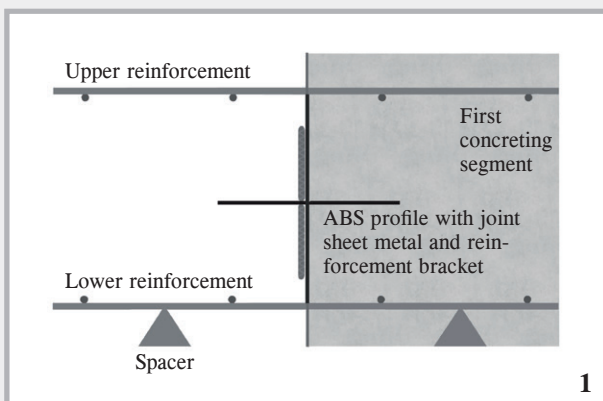 Upper reinforcement
First
concreting
segment
ABS profile with joint
sheet metal and rein-
forcement bracket
Lower reinforcement
Spacer
1